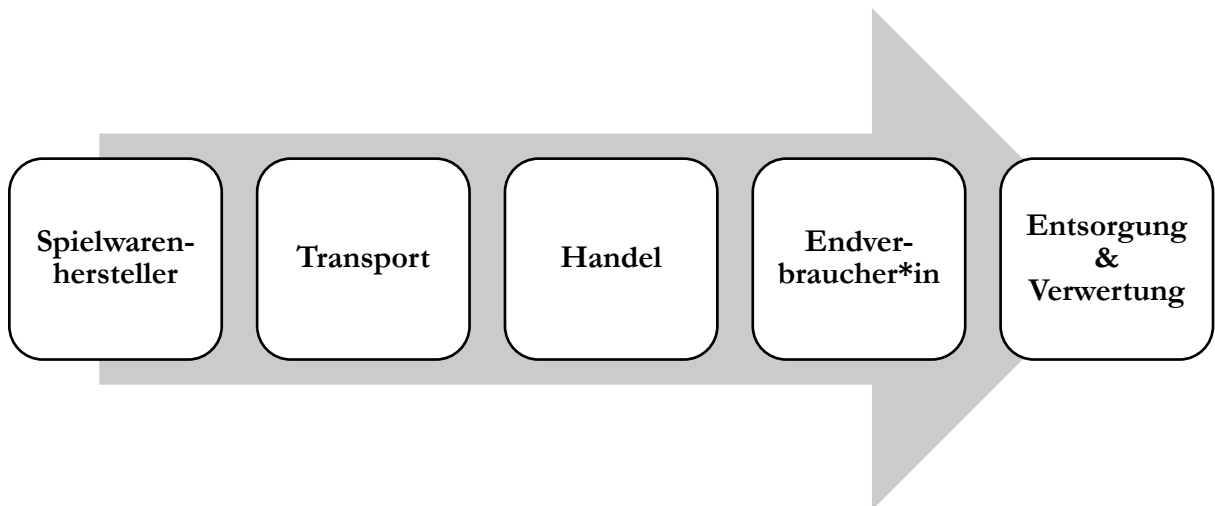 Spielwaren-
hersteller
Transport
Handel
Endver-
braucher*in
Entsorgung
&
Verwertung